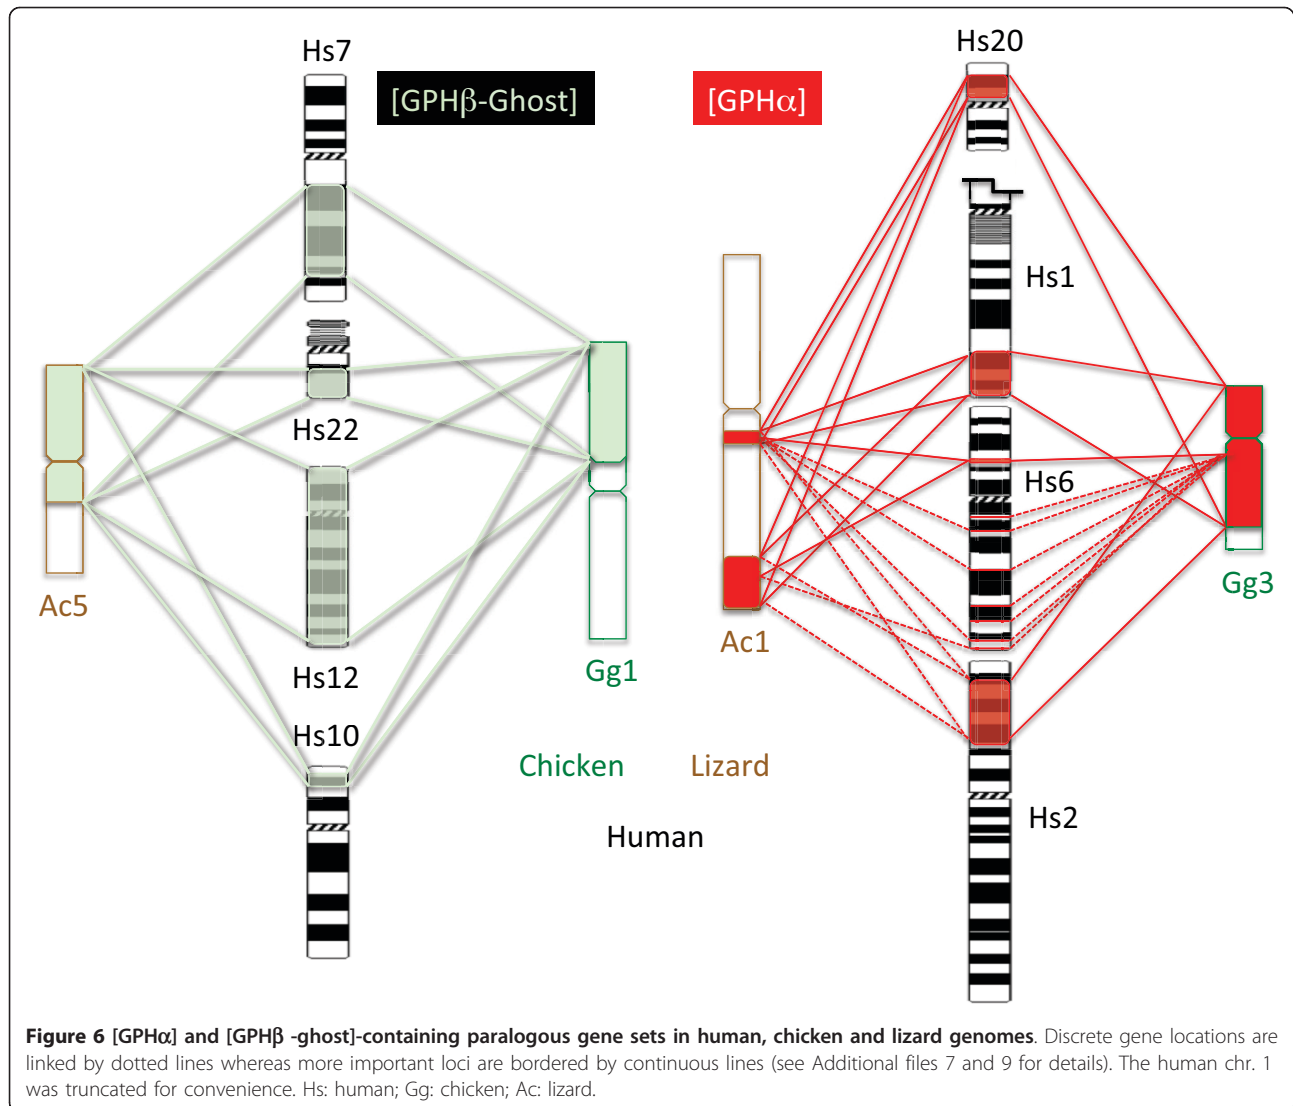 Hs7
Hs20
[GPHβ-Ghost]
[GPHα]
Hs1
Hs22
Hs6
Ac5
Gg3
Ac1
Gg1
Hs12
Hs10
Chicken
Lizard
Hs2
Human
Figure 6 [GPHα] and [GPHβ -ghost]-containing paralogous gene sets in human, chicken and lizard genomes. Discrete gene locations are
linked by dotted lines whereas more important loci are bordered by continuous lines (see Additional files 7 and 9 for details). The human chr. 1
was truncated for convenience. Hs: human; Gg: chicken; Ac: lizard.